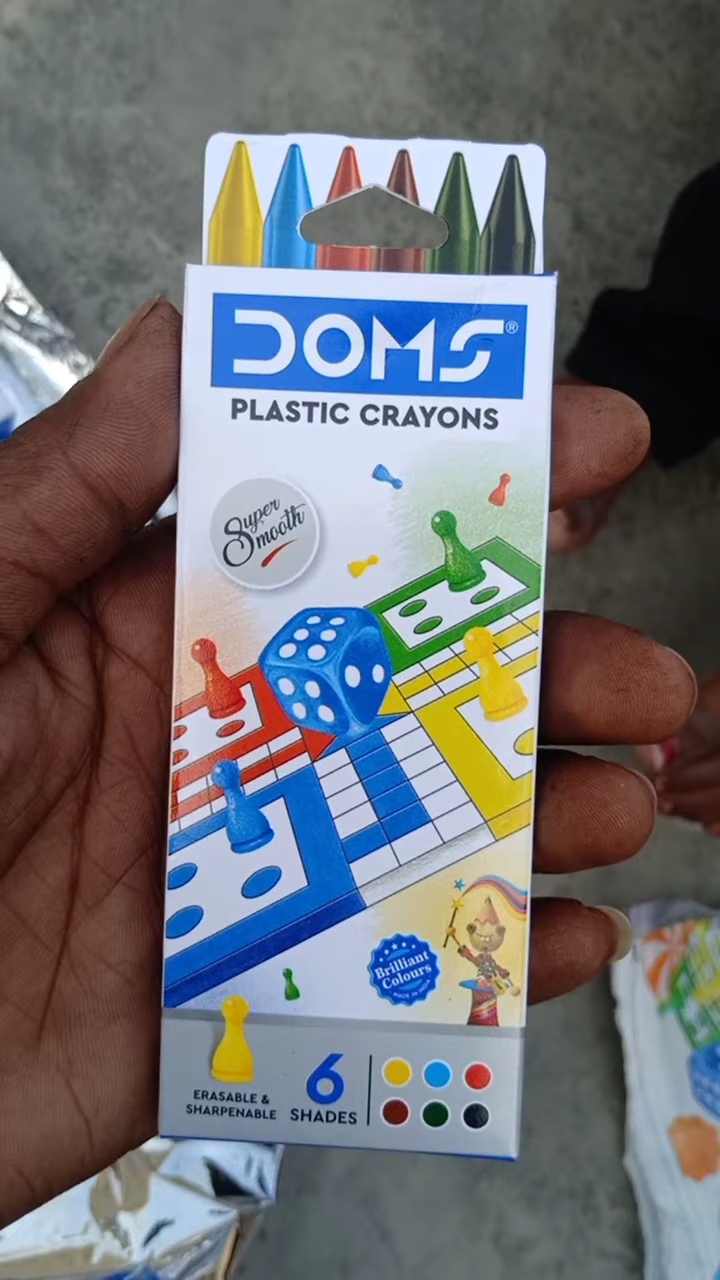 DOMS®
PLASTIC CRAYONS
Super
Smooth
Brilliant
Colours
MADE IN INDIA
ERASABLE &
SHARPENABLE
6
SHADES